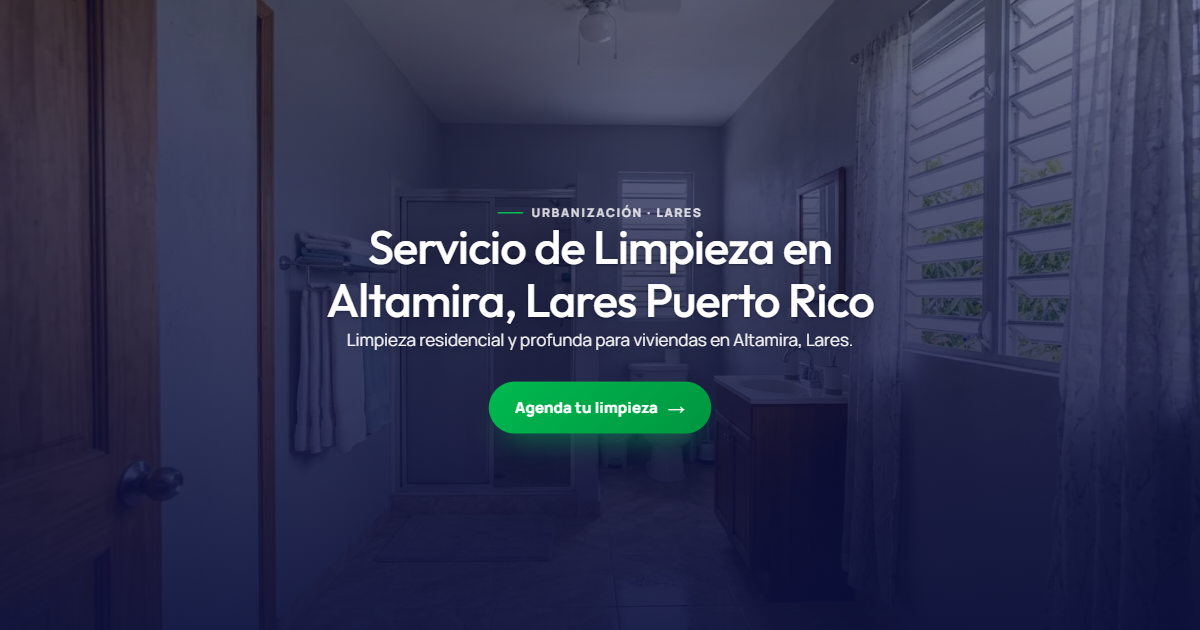 URBANIZACIÓN · LARES
Servicio de Limpieza en
Altamira, Lares Puerto Rico
Limpieza residencial y profunda para viviendas en Altamira, Lares.
Agenda tu limpieza →